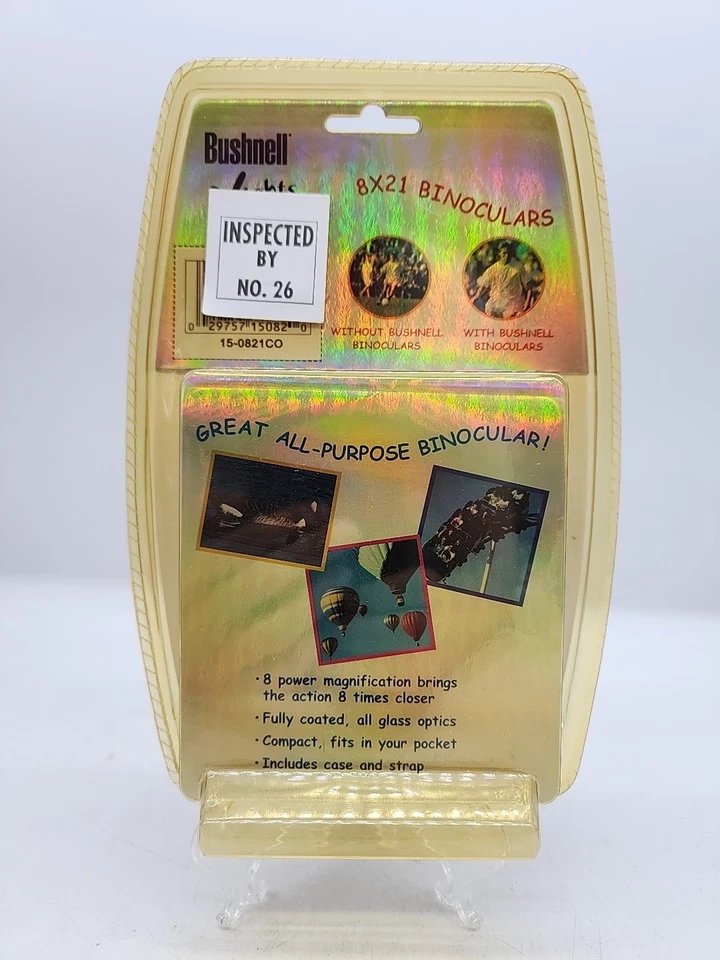 Bushnell
8X21 BINOCULARS
INSPECTED
BY
NO. 26
0 29757 15082 0
15-0821CO
WITHOUT BUSHNELL
BINOCULARS
WITH BUSHNELL
BINOCULARS
GREAT ALL-PURPOSE BINOCULAR!
· 8 power magnification brings
the action 8 times closer
· Fully coated, all glass optics
· Compact, fits in your pocket
· Includes case and strap